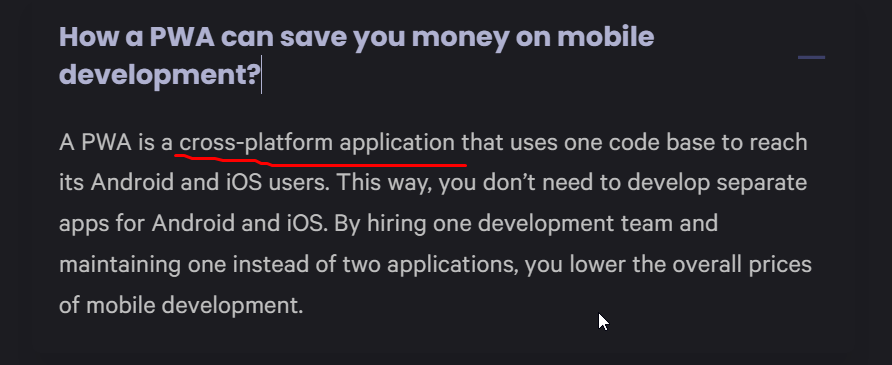 How a PWA can save you money on mobile
development?
A PWA is a cross-platform application that uses one code base to reach
its Android and iOS users. This way, you don’t need to develop separate
apps for Android and iOS. By hiring one development team and
maintaining one instead of two applications, you lower the overall prices
of mobile development.